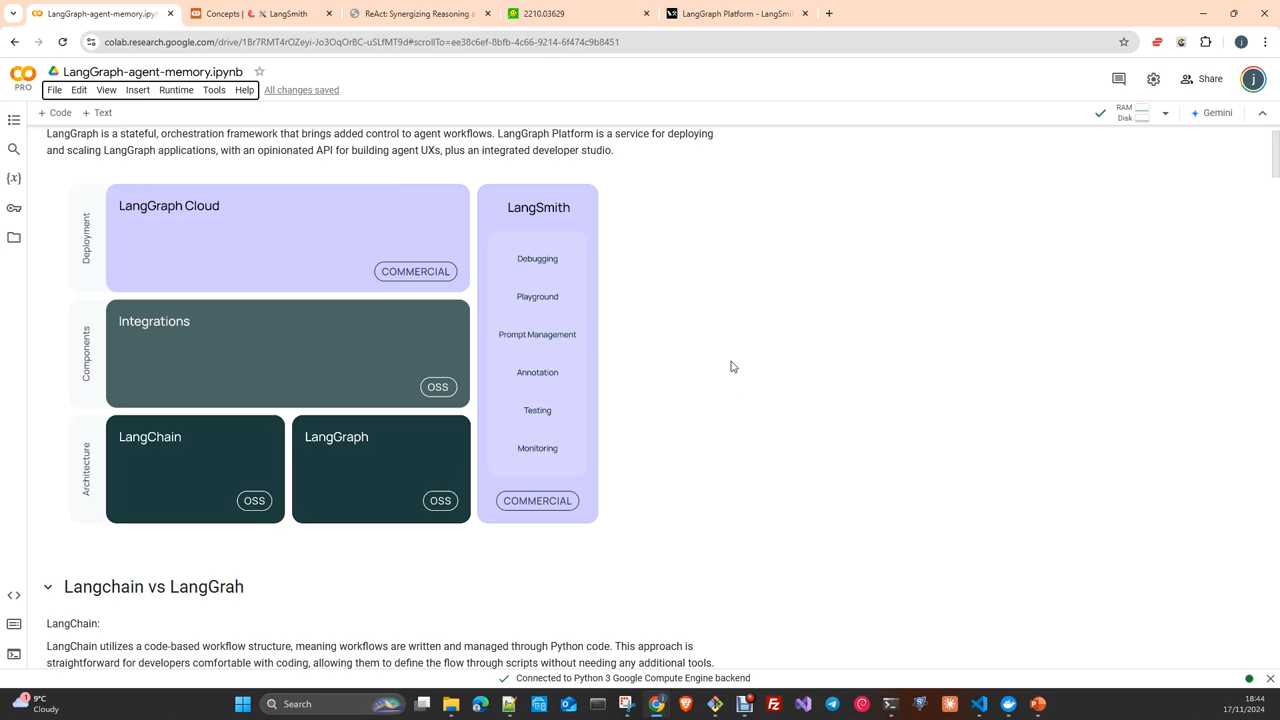 LangGraph-agent-memory.ipyn
Concepts | LangSmith
ReAct: Synergizing Reasoning a
2210.03629
LangGraph Platform - LangSmi
colab.research.google.com/drive/1Br7RMT4rOZeyi-Jo3OqOrBC-uSLfMT9d#scrollTo=ee38c6ef-8bfb-4c66-9214-6f474c9b8451
PRO
LangGraph-agent-memory.ipynb
File Edit View Insert Runtime Tools Help All changes saved
Share
j
+ Code + Text
RAM
Disk
Gemini
LangGraph is a stateful, orchestration framework that brings added control to agent workflows. LangGraph Platform is a service for deploying
and scaling LangGraph applications, with an opinionated API for building agent UXs, plus an integrated developer studio.
Deployment
LangGraph Cloud
COMMERCIAL
Components
Integrations
OSS
Architecture
LangChain
OSS
LangGraph
OSS
LangSmith
Debugging
Playground
Prompt Management
Annotation
Testing
Monitoring
COMMERCIAL
Langchain vs LangGrah
LangChain:
LangChain utilizes a code-based workflow structure, meaning workflows are written and managed through Python code. This approach is
straightforward for developers comfortable with coding, allowing them to define the flow through scripts without needing any additional tools.
Connected to Python 3 Google Compute Engine backend
1
9°C
Cloudy
Search
18:44
17/11/2024